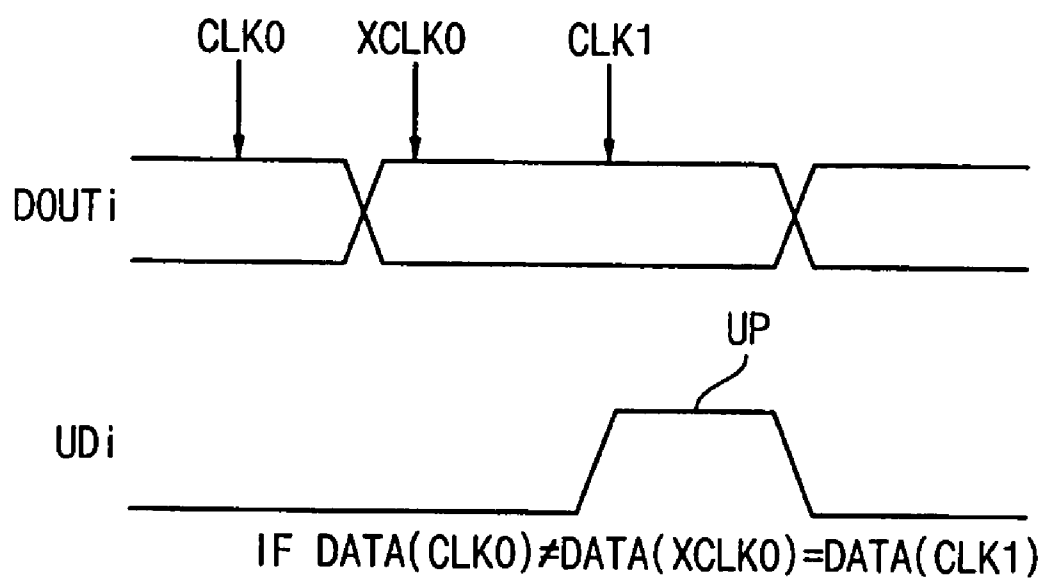 CLK0 XCLK0 CLK1
DOUTi
UP
UDi
IF DATA(CLK0)≠DATA(XCLK0)=DATA(CLK1)